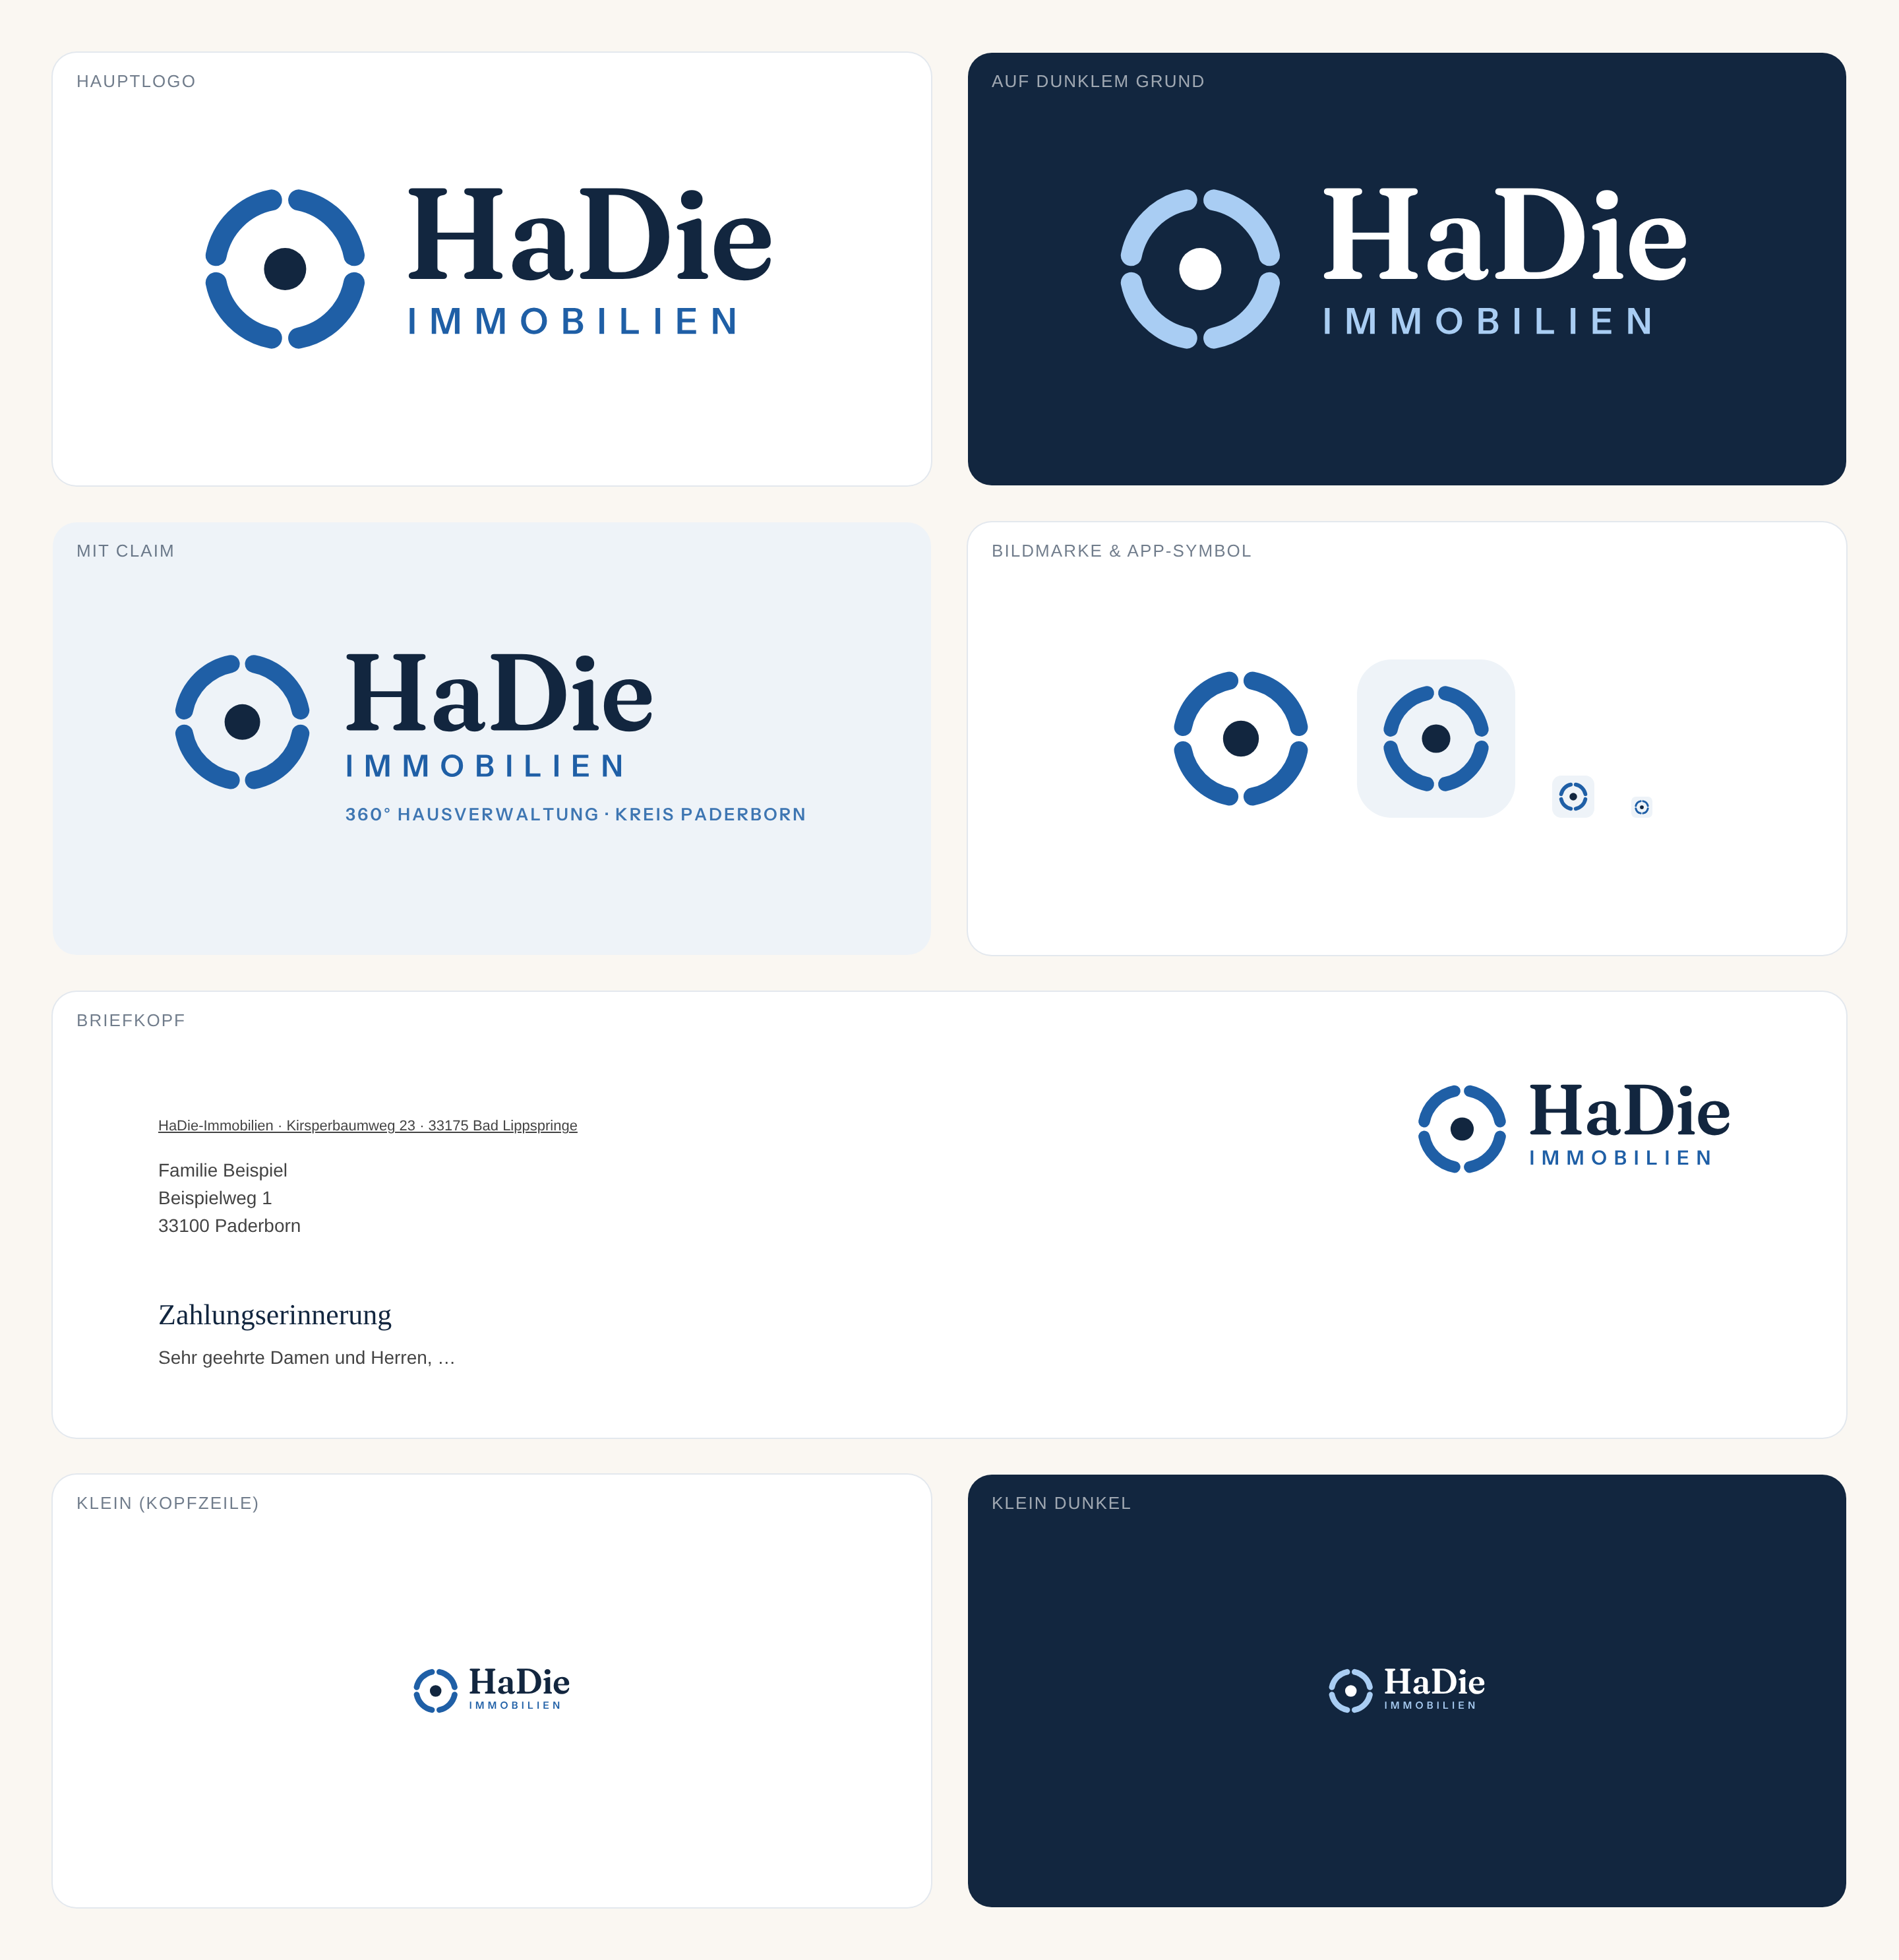 HAUPTLOGO
HaDie
IMMOBILIEN
AUF DUNKLEM GRUND
HaDie
IMMOBILIEN
MIT CLAIM
HaDie
IMMOBILIEN
360° HAUSVERWALTUNG · KREIS PADERBORN
BILDMARKE & APP-SYMBOL
BRIEFKOPF
HaDie
IMMOBILIEN
HaDie-Immobilien · Kirsperbaumweg 23 · 33175 Bad Lippspringe
Familie Beispiel
Beispielweg 1
33100 Paderborn
Zahlungserinnerung
Sehr geehrte Damen und Herren, …
KLEIN (KOPFZEILE)
HaDie
IMMOBILIEN
KLEIN DUNKEL
HaDie
IMMOBILIEN